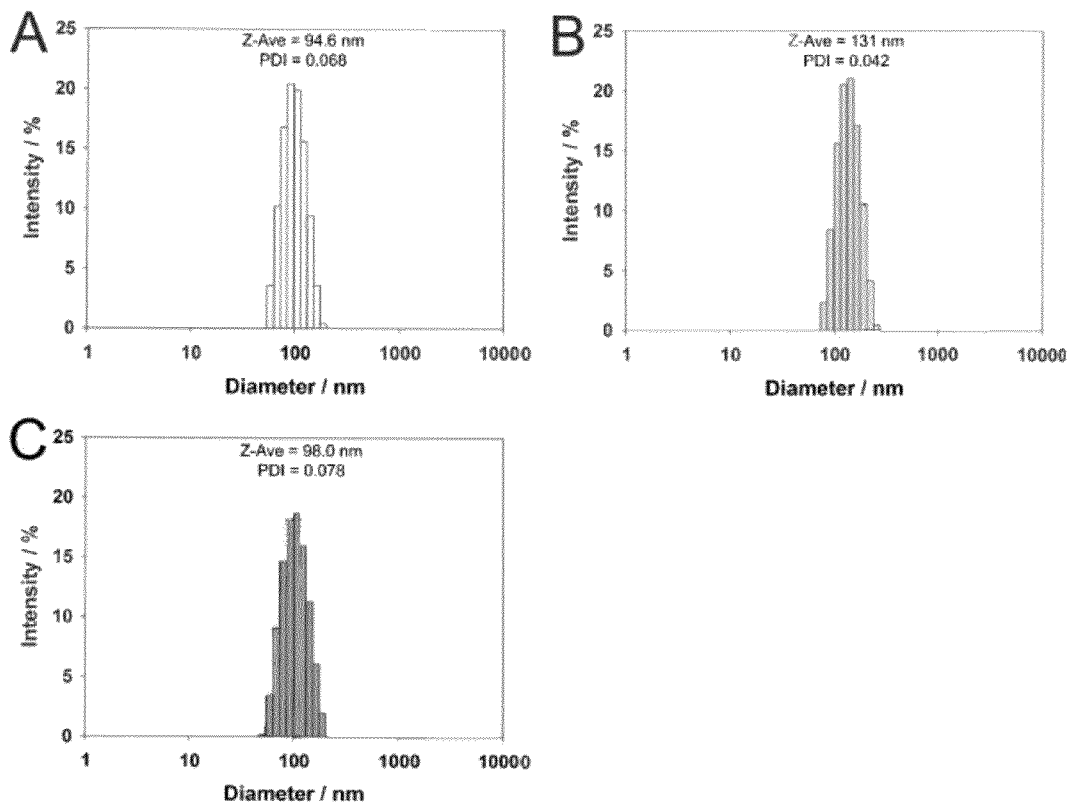 A
Z-Ave = 94.6 nm
PDI = 0.068
Intensity / %
25
20
15
10
5
0
1 10 100 1000 10000
Diameter / nm
B
Z-Ave = 131 nm
PDI = 0.042
Intensity / %
25
20
15
10
5
0
1 10 100 1000 10000
Diameter / nm
C
Z-Ave = 98.0 nm
PDI = 0.078
Intensity / %
25
20
15
10
5
0
1 10 100 1000 10000
Diameter / nm